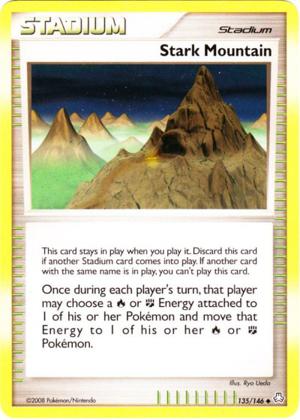 STADIUM
Stadium
Stark Mountain
This card stays in play when you play it. Discard this
card if another Stadium card comes into play. If another card
with the same name is in play, you can't play this card.
Once during each player's turn, that player
may choose a or Energy attached to
1 of his or her Pokémon and move that
Energy to 1 of his or her or
Pokémon.
Illus. Ryo Ueda
©2008 Pokémon/Nintendo
135/146